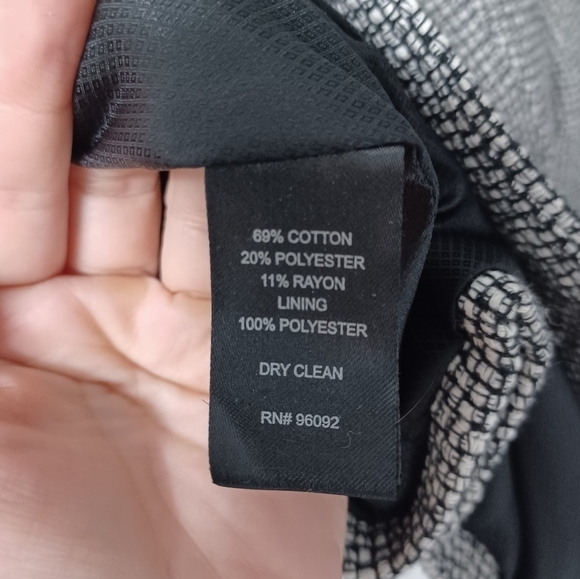 69% COTTON
20% POLYESTER
11% RAYON
LINING
100% POLYESTER
DRY CLEAN
RN# 96092